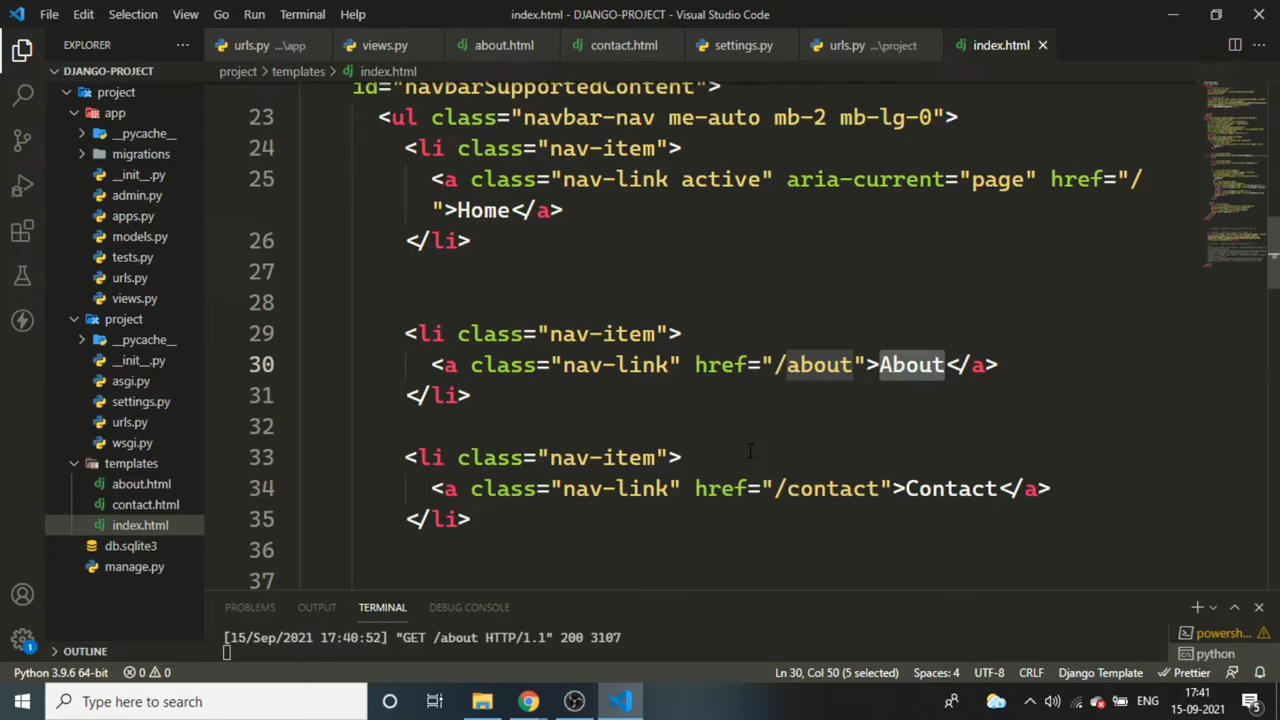 File Edit Selection View Go Run Terminal Help
index.html - DJANGO-PROJECT - Visual Studio Code
EXPLORER
urls.py ...\app
views.py
about.html
contact.html
settings.py
urls.py ...\project
index.html
DJANGO-PROJECT
project
app
__pycache__
migrations
__init__.py
admin.py
apps.py
models.py
tests.py
urls.py
views.py
project
__pycache__
__init__.py
asgi.py
settings.py
urls.py
wsgi.py
templates
about.html
contact.html
index.html
db.sqlite3
manage.py
OUTLINE
project > templates > index.html
id="navbarSupportedContent">
23 <ul class="navbar-nav me-auto mb-2 mb-lg-0">
24 <li class="nav-item">
25 <a class="nav-link active" aria-current="page" href="/
">Home</a>
26 </li>
27
28
29 <li class="nav-item">
30 <a class="nav-link" href="/about">About</a>
31 </li>
32
33 <li class="nav-item">
34 <a class="nav-link" href="/contact">Contact</a>
35 </li>
36
37
PROBLEMS OUTPUT TERMINAL DEBUG CONSOLE
[15/Sep/2021 17:40:52] "GET /about HTTP/1.1" 200 3107
powersh...
python
1
Python 3.9.6 64-bit 0 0
Ln 30, Col 50 (5 selected) Spaces: 4 UTF-8 CRLF Django Template Prettier
Type here to search
ENG
17:41
15-09-2021
5